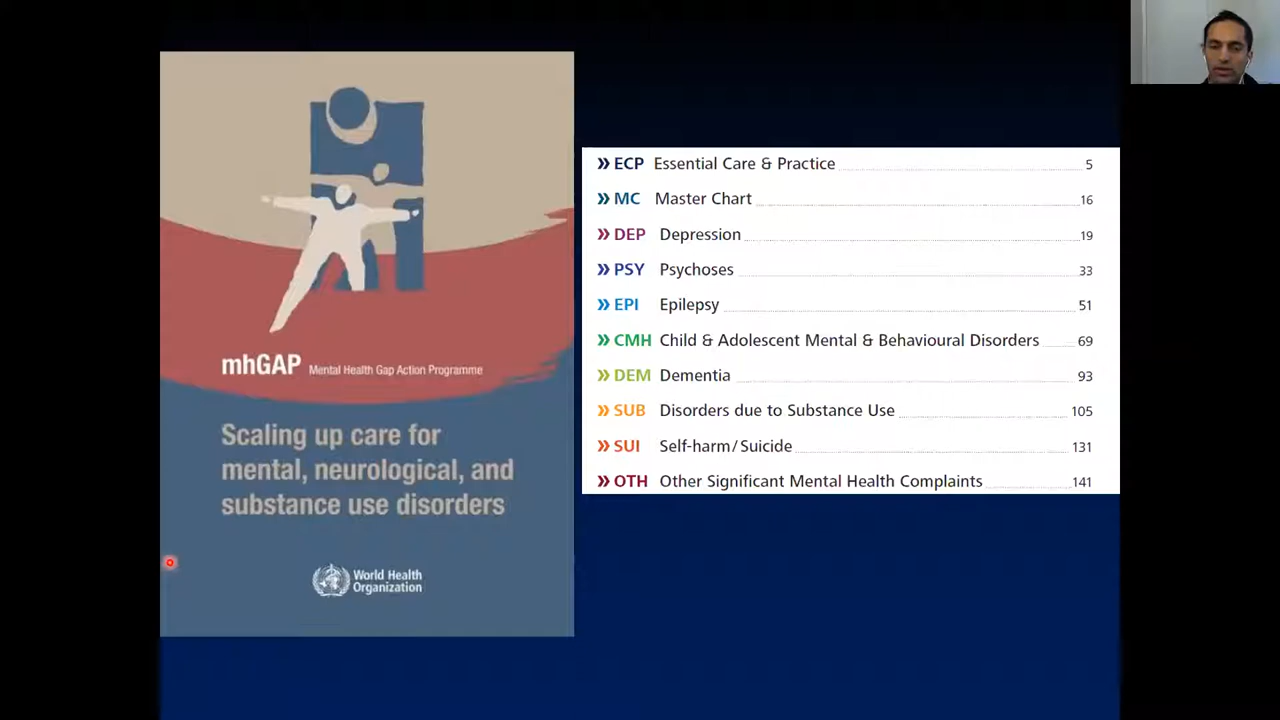 mhGAP Mental Health Gap Action Programme
Scaling up care for
mental, neurological, and
substance use disorders
World Health
Organization
» ECP Essential Care & Practice 5
» MC Master Chart 16
» DEP Depression 19
» PSY Psychoses 33
» EPI Epilepsy 51
» CMH Child & Adolescent Mental & Behavioural Disorders 69
» DEM Dementia 93
» SUB Disorders due to Substance Use 105
» SUI Self-harm/Suicide 131
» OTH Other Significant Mental Health Complaints 141